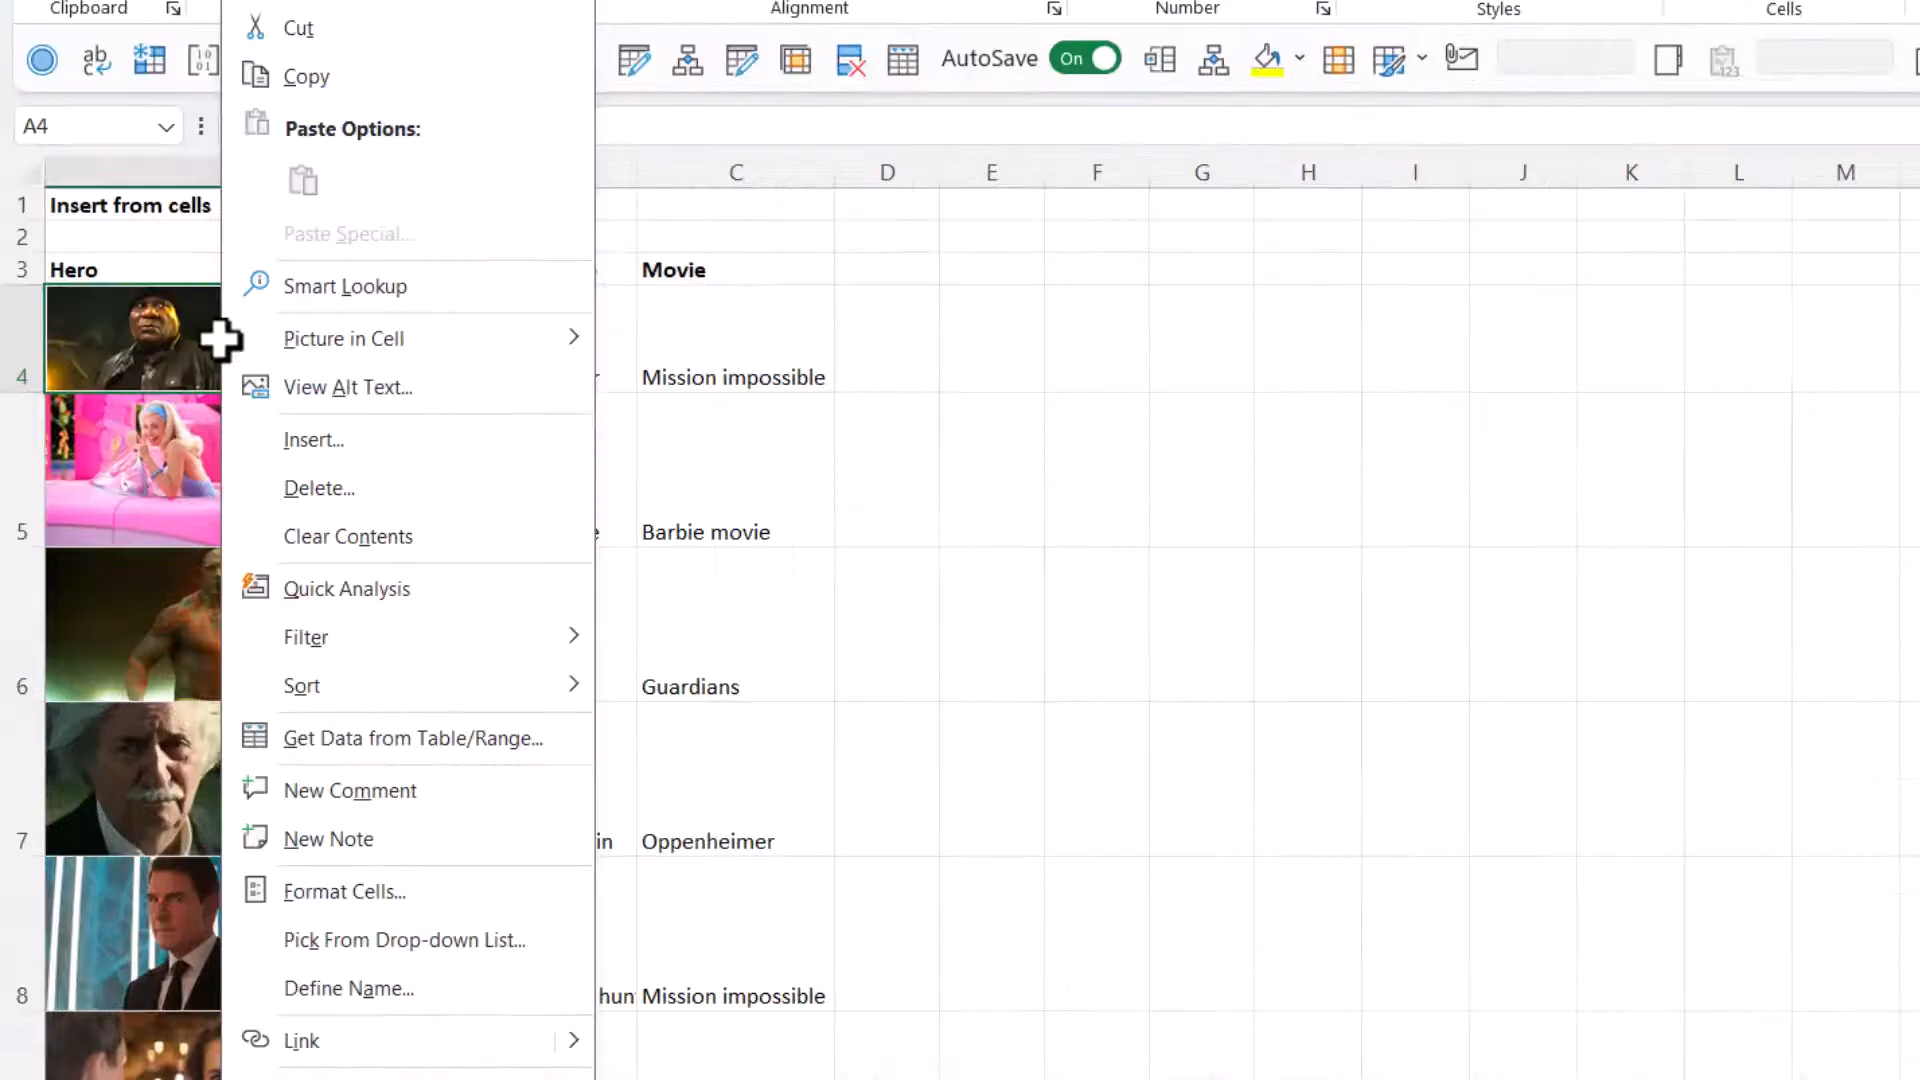 Clipboard
Alignment
Number
Styles
Cells
AutoSave On
A4
C D E F G H I J K L M
1 Insert from cells
2
3 Hero Movie
4 Mission impossible
5 Barbie movie
6 Guardians
7 in Oppenheimer
8 hun Mission impossible
Cut
Copy
Paste Options:
Paste Special...
Smart Lookup
Picture in Cell
View Alt Text...
Insert...
Delete...
Clear Contents
Quick Analysis
Filter
Sort
Get Data from Table/Range...
New Comment
New Note
Format Cells...
Pick From Drop-down List...
Define Name...
Link